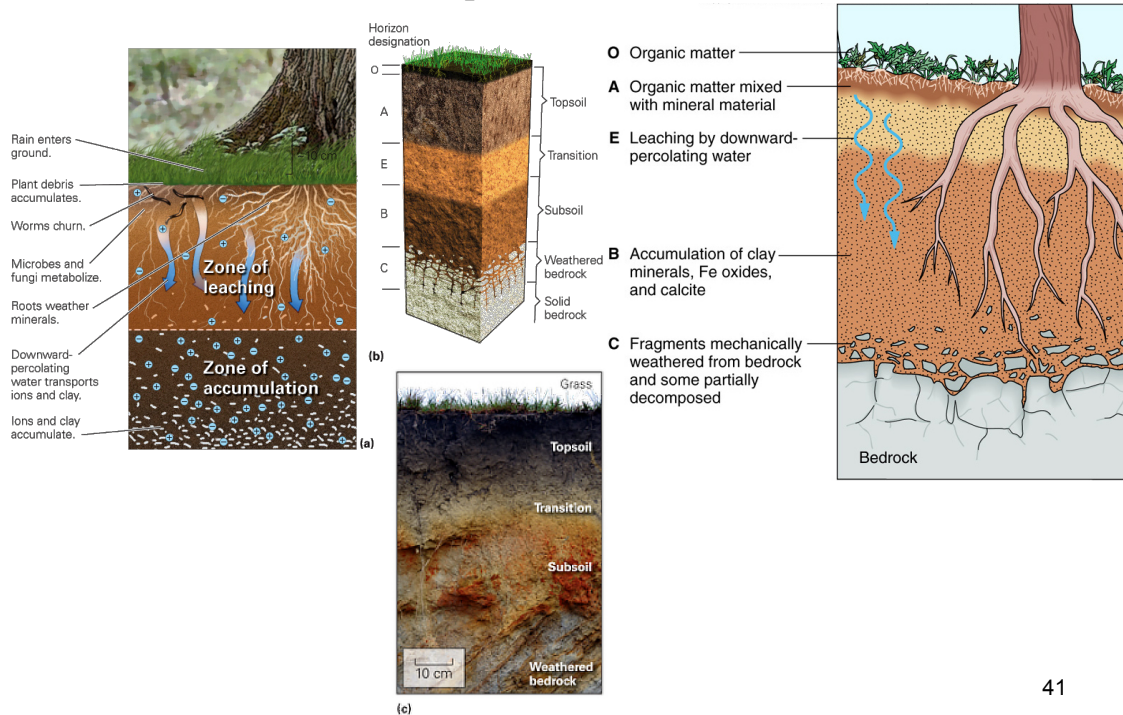 Rain enters
ground.
Plant debris
accumulates.
Worms churn.
Microbes and
fungi metabolize.
Roots weather
minerals.
Downward-
percolating
water transports
ions and clay.
Ions and clay
accumulate.
~10 cm
Zone of
leaching
Zone of
accumulation
(a)
Horizon
designation
O
A
E
B
C
Topsoil
Transition
Subsoil
Weathered
bedrock
Solid
bedrock
(b)
Grass
Topsoil
Transition
Subsoil
Weathered
bedrock
10 cm
(c)
O Organic matter
A Organic matter mixed
with mineral material
E Leaching by downward-
percolating water
B Accumulation of clay
minerals, Fe oxides,
and calcite
C Fragments mechanically
weathered from bedrock
and some partially
decomposed
Bedrock
41